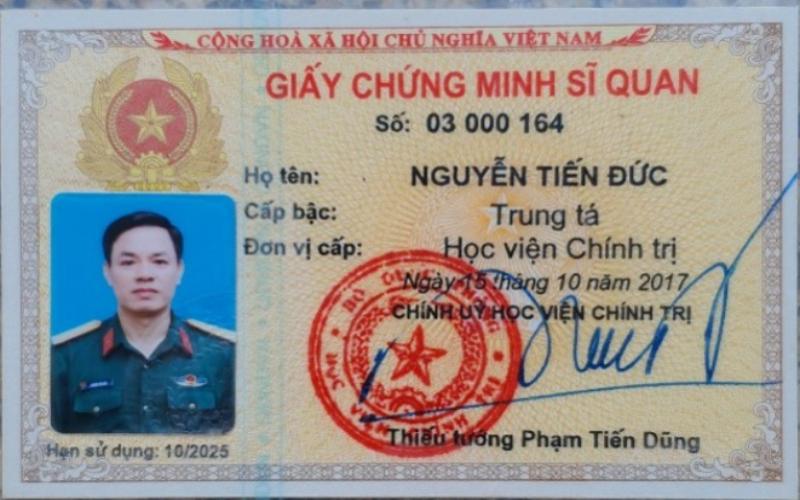 CỘNG HOÀ XÃ HỘI CHỦ NGHĨA VIỆT NAM
GIẤY CHỨNG MINH SĨ QUAN
Số: 03 000 164
Họ tên: NGUYỄN TIẾN ĐỨC
Cấp bậc: Trung tá
Đơn vị cấp: Học viện Chính trị
Ngày 15 tháng 10 năm 2017
CHÍNH UỶ HỌC VIỆN CHÍNH TRỊ
Thiếu tướng Phạm Tiến Dũng
Hạn sử dụng: 10/2025